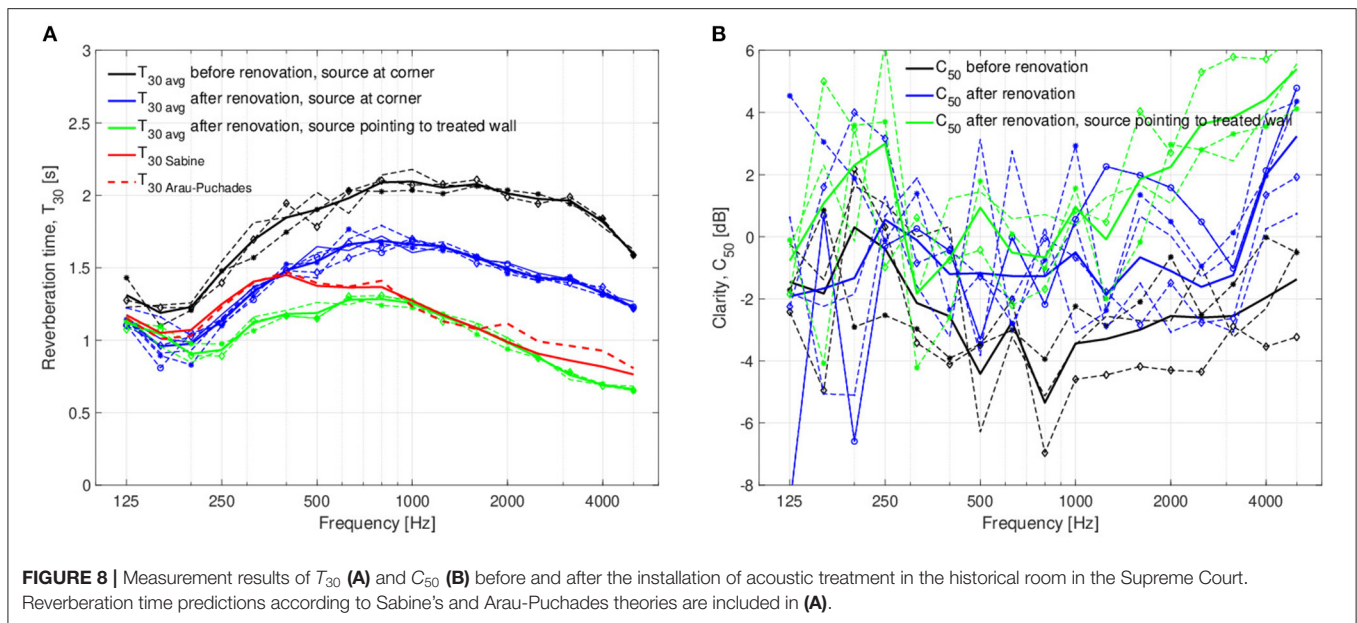 A
3
2.5
2
1.5
1
0.5
0
Reverberation time, T30 [s]
T30 avg before renovation, source at corner
T30 avg after renovation, source at corner
T30 avg after renovation, source pointing to treated wall
T30 Sabine
T30 Arau-Puchades
125 250 500 1000 2000 4000
Frequency [Hz]
B
6
4
2
0
-2
-4
-6
-8
Clarity, C50 [dB]
C50 before renovation
C50 after renovation
C50 after renovation, source pointing to treated wall
125 250 500 1000 2000 4000
Frequency [Hz]
FIGURE 8 | Measurement results of T30 (A) and C50 (B) before and after the installation of acoustic treatment in the historical room in the Supreme Court.
Reverberation time predictions according to Sabine's and Arau-Puchades theories are included in (A).